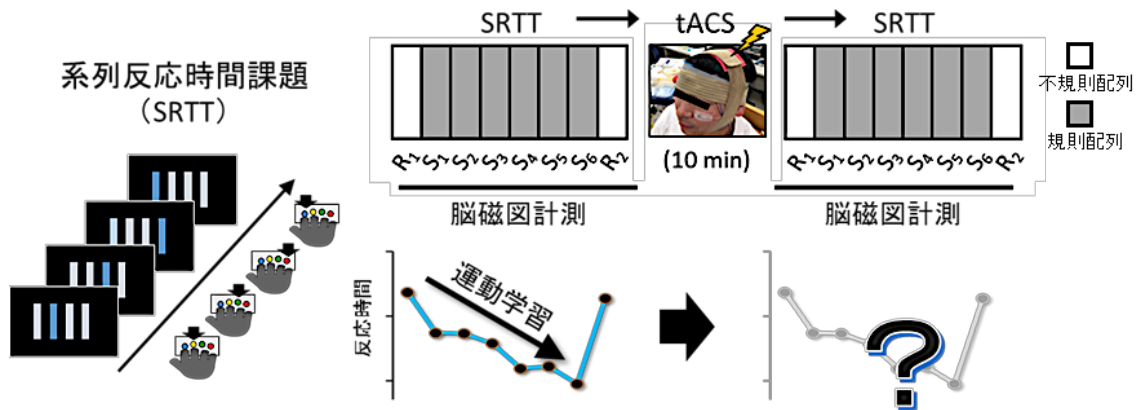 系列反応時間課題
（SRTT）
SRTT
tACS
SRTT
R1 S1 S2 S3 S4 S5 S6 R2
(10 min)
R1 S1 S2 S3 S4 S5 S6 R2
不規則配列
規則配列
脳磁図計測
脳磁図計測
反応時間
運動学習
?